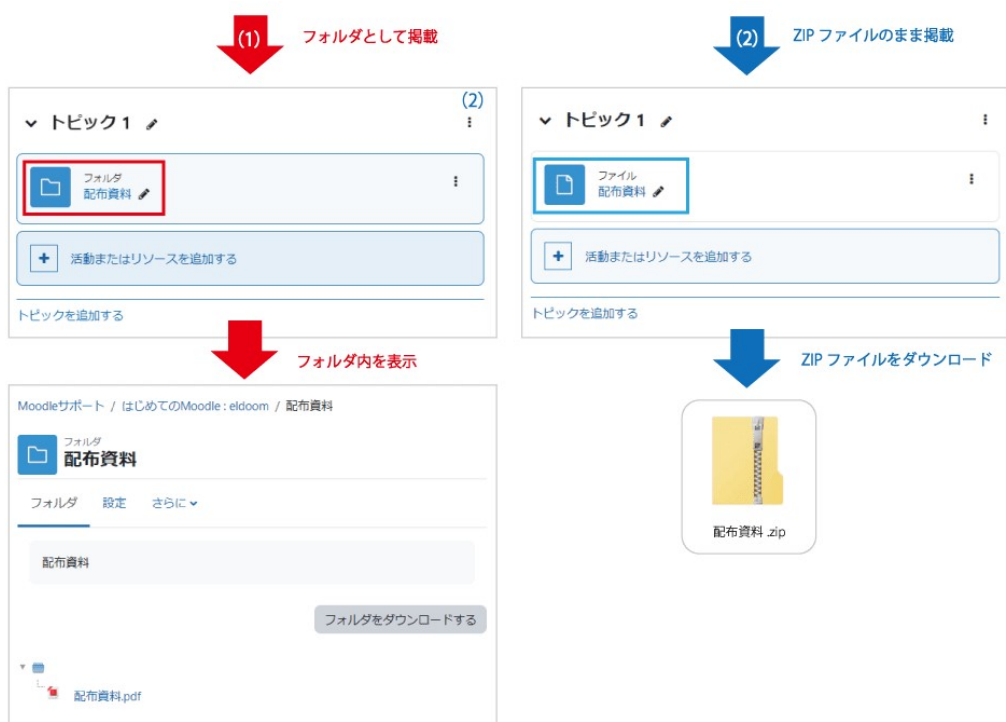 (1)
フォルダとして掲載
(2)
トピック 1
フォルダ
配布資料
活動またはリソースを追加する
トピックを追加する
フォルダ内を表示
Moodleサポート / はじめてのMoodle : eldoom / 配布資料
フォルダ
配布資料
フォルダ 設定 さらに
配布資料
フォルダをダウンロードする
配布資料.pdf
(2)
ZIP ファイルのまま掲載
トピック 1
ファイル
配布資料
活動またはリソースを追加する
トピックを追加する
ZIP ファイルをダウンロード
配布資料 .zip